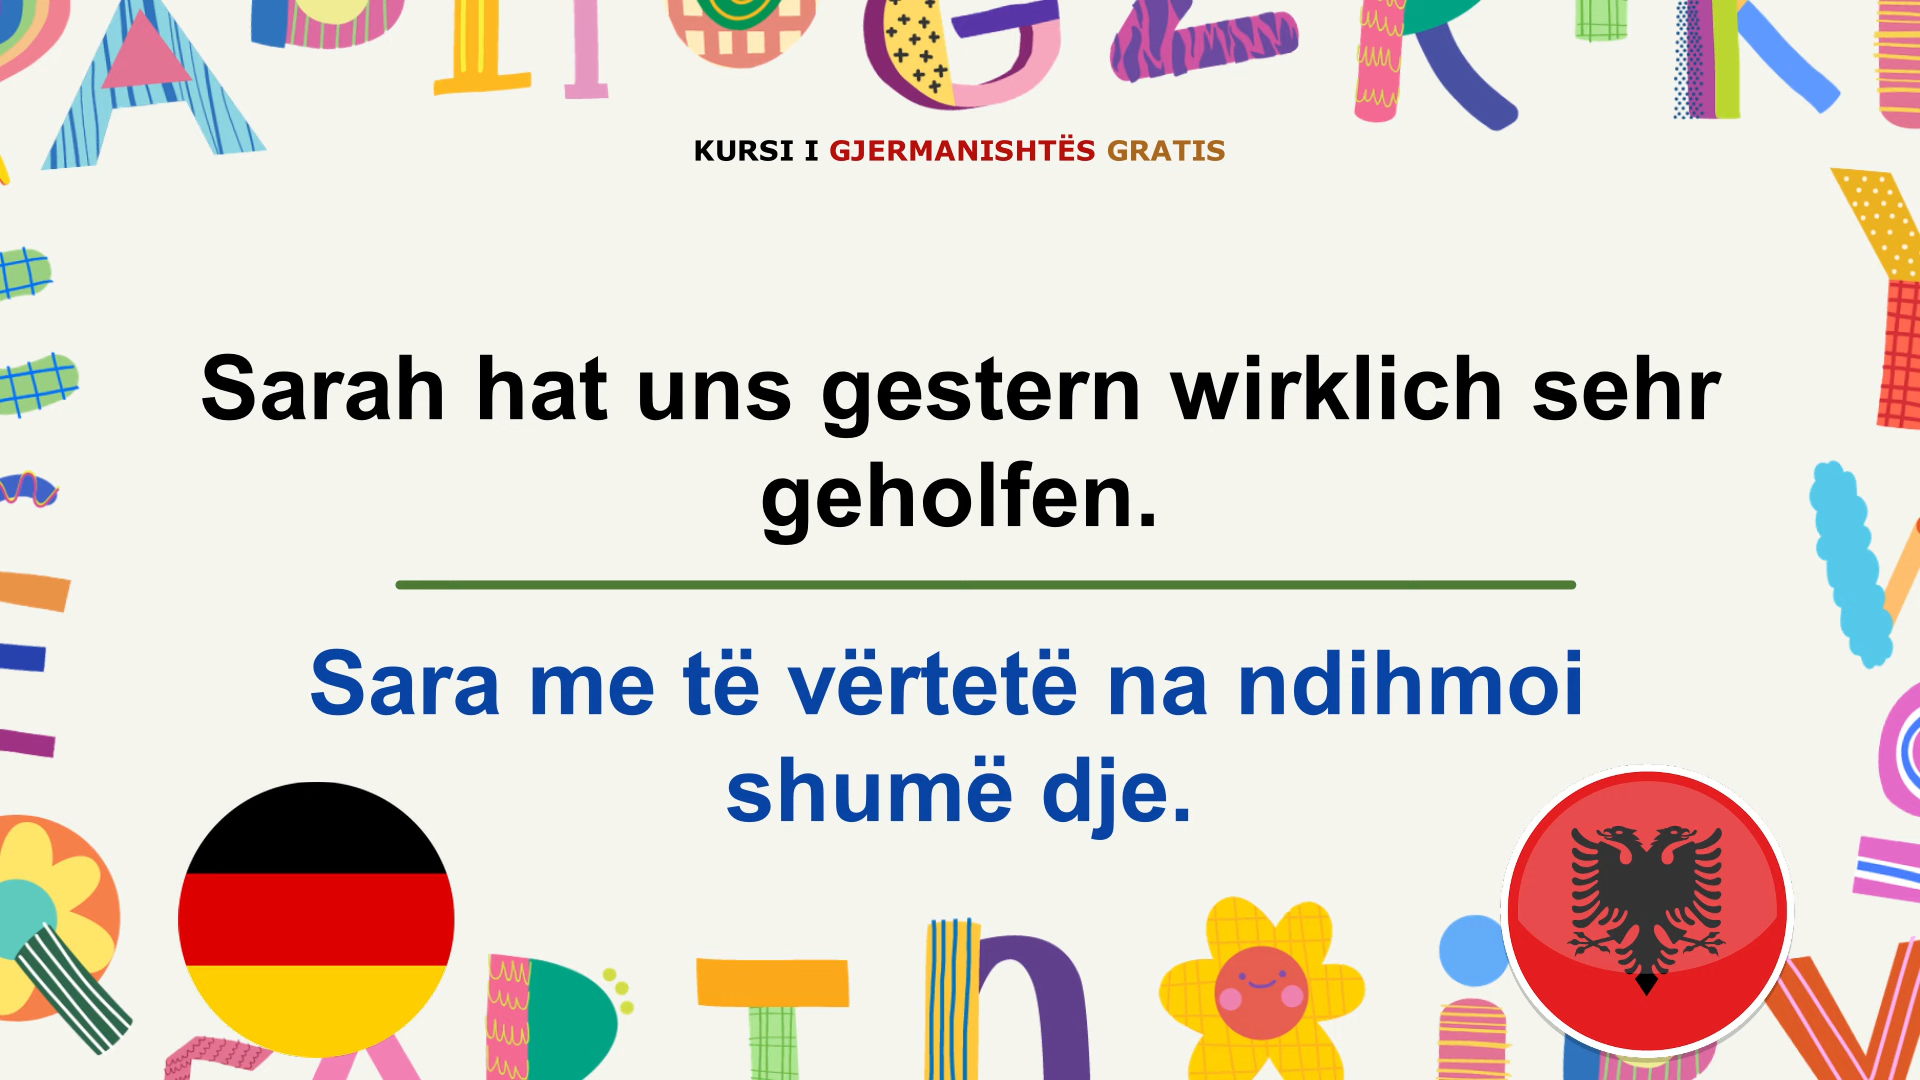 KURSI I GJERMANISHTËS GRATIS
Sarah hat uns gestern wirklich sehr
geholfen.
Sara me të vërtetë na ndihmoi
shumë dje.